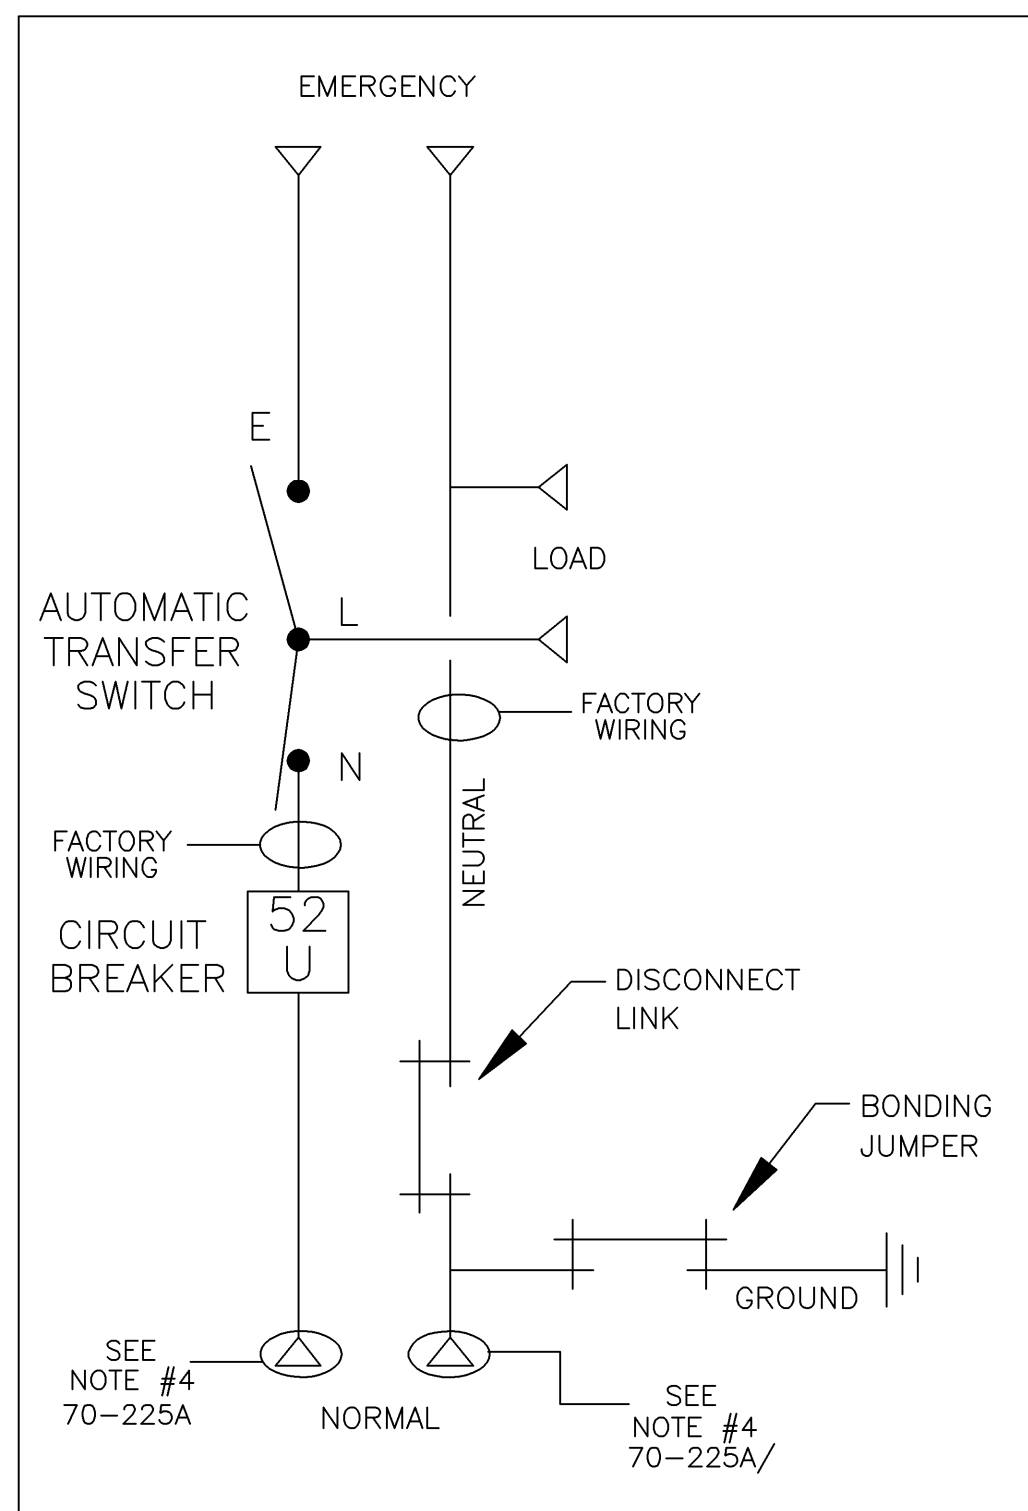 EMERGENCY
E
LOAD
AUTOMATIC
TRANSFER
SWITCH
L
FACTORY
WIRING
N
NEUTRAL
FACTORY
WIRING
52
U
CIRCUIT
BREAKER
DISCONNECT
LINK
BONDING
JUMPER
GROUND
SEE
NOTE #4
70-225A
NORMAL
SEE
NOTE #4
70-225A/